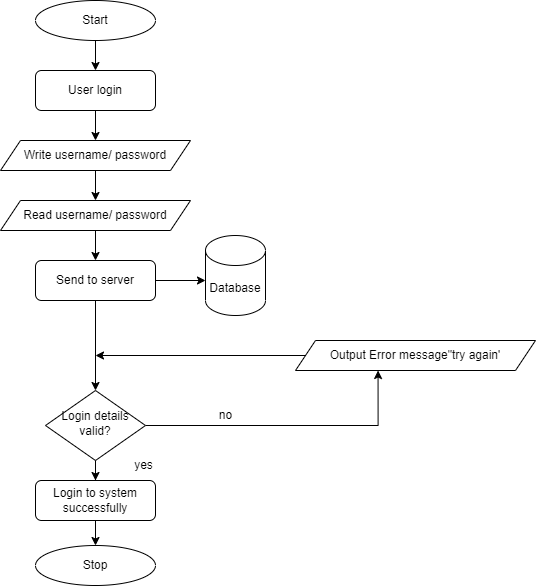 Start
User login
Write username/ password
Read username/ password
Send to server
Database
Output Error message"try again'
Login details
valid?
no
yes
Login to system
successfully
Stop